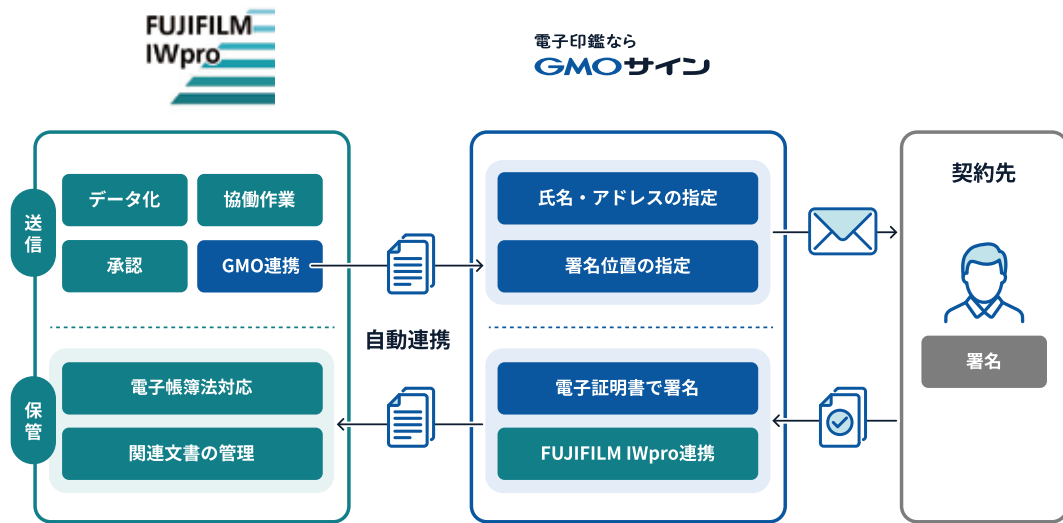 FUJIFILM
IWpro
電子印鑑なら
GMOサイン
送信
データ化
協働作業
承認
GMO連携
自動連携
氏名・アドレスの指定
署名位置の指定
契約先
署名
保管
電子帳簿法対応
関連文書の管理
電子証明書で署名
FUJIFILM IWpro連携